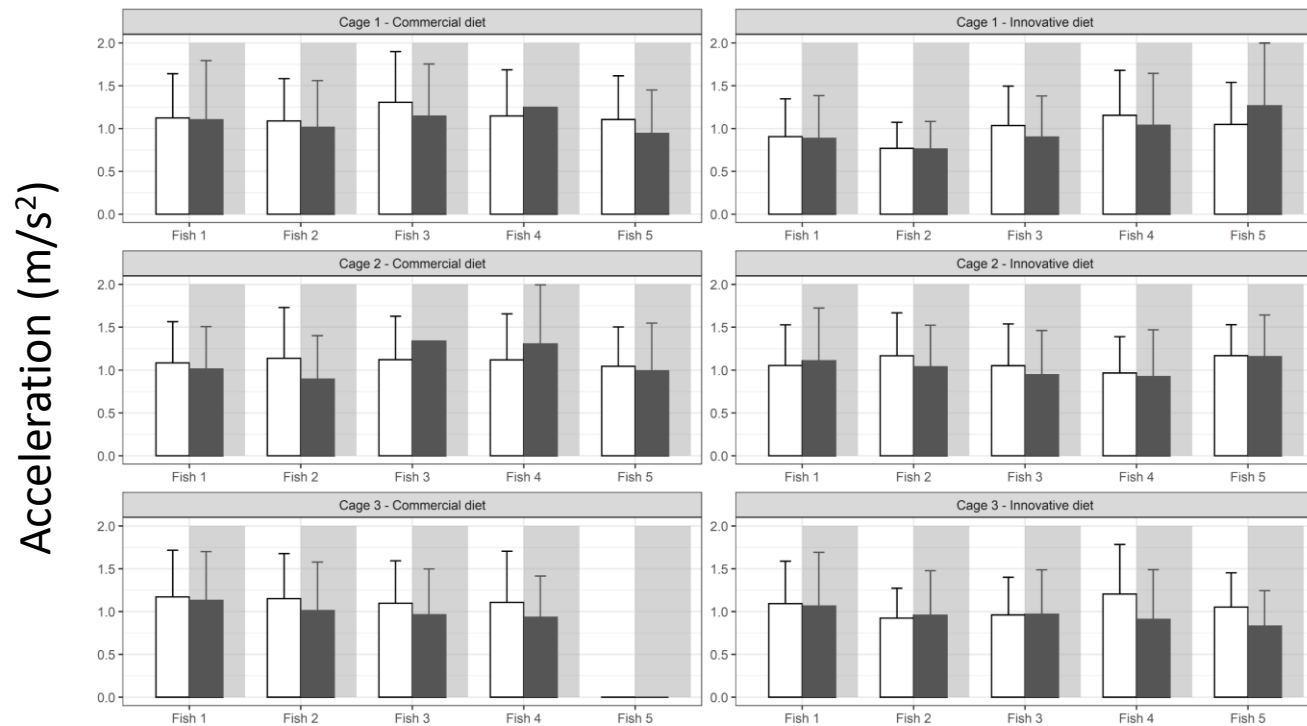 Acceleration (m/s²)
Cage 1 - Commercial diet
2.0
1.5
1.0
0.5
0.0
Fish 1 Fish 2 Fish 3 Fish 4 Fish 5
Cage 1 - Innovative diet
2.0
1.5
1.0
0.5
0.0
Fish 1 Fish 2 Fish 3 Fish 4 Fish 5
Cage 2 - Commercial diet
2.0
1.5
1.0
0.5
0.0
Fish 1 Fish 2 Fish 3 Fish 4 Fish 5
Cage 2 - Innovative diet
2.0
1.5
1.0
0.5
0.0
Fish 1 Fish 2 Fish 3 Fish 4 Fish 5
Cage 3 - Commercial diet
2.0
1.5
1.0
0.5
0.0
Fish 1 Fish 2 Fish 3 Fish 4 Fish 5
Cage 3 - Innovative diet
2.0
1.5
1.0
0.5
0.0
Fish 1 Fish 2 Fish 3 Fish 4 Fish 5